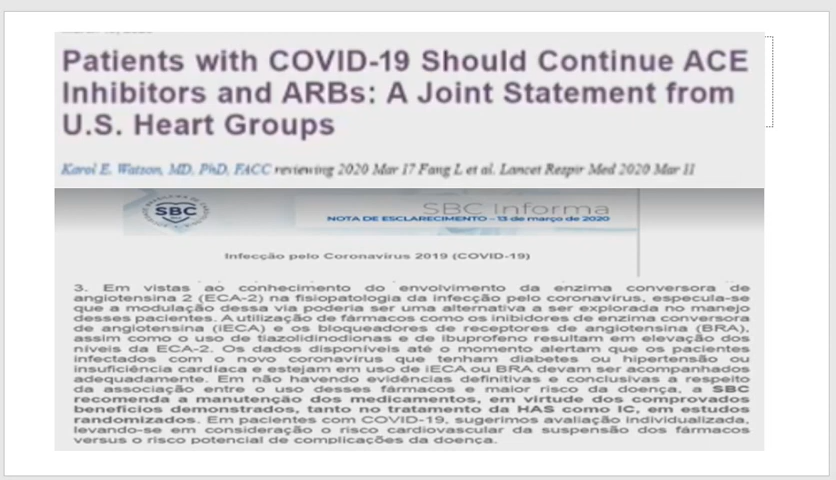 Patients with COVID-19 Should Continue ACE
Inhibitors and ARBs: A Joint Statement from
U.S. Heart Groups
Karol E. Watson, MD, PhD, FACC reviewing 2020 Mar 17 Fang L et al. Lancet Respir Med 2020 Mar 11
SBC
SBC Informa
NOTA DE ESCLARECIMENTO – 13 de março de 2020
Infecção pelo Coronavírus 2019 (COVID-19)
3. Em vistas ao conhecimento do envolvimento da enzima conversora de
angiotensina 2 (ECA-2) na fisiopatologia da infecção pelo coronavírus, especula-se
que a modulação dessa via poderia ser uma alternativa a ser explorada no manejo
desses pacientes. A utilização de fármacos como os inibidores de enzima conversora
de angiotensina (iECA) e os bloqueadores de receptores de angiotensina (BRA),
assim como o uso de tiazolidinodionas e de ibuprofeno resultam em elevação dos
níveis da ECA-2. Os dados disponíveis até o momento alertam que os pacientes
infectados com o novo coronavírus que tenham diabetes ou hipertensão ou
insuficiência cardíaca e estejam em uso de iECA ou BRA devam ser acompanhados
adequadamente. Em não havendo evidências definitivas e conclusivas a respeito
da associação entre o uso desses fármacos e maior risco da doença, a SBC
recomenda a manutenção dos medicamentos, em virtude dos comprovados
benefícios demonstrados, tanto no tratamento da HAS como IC, em estudos
randomizados. Em pacientes com COVID-19, sugerimos avaliação individualizada,
levando-se em consideração o risco cardiovascular da suspensão dos fármacos
versus o risco potencial de complicações da doença.